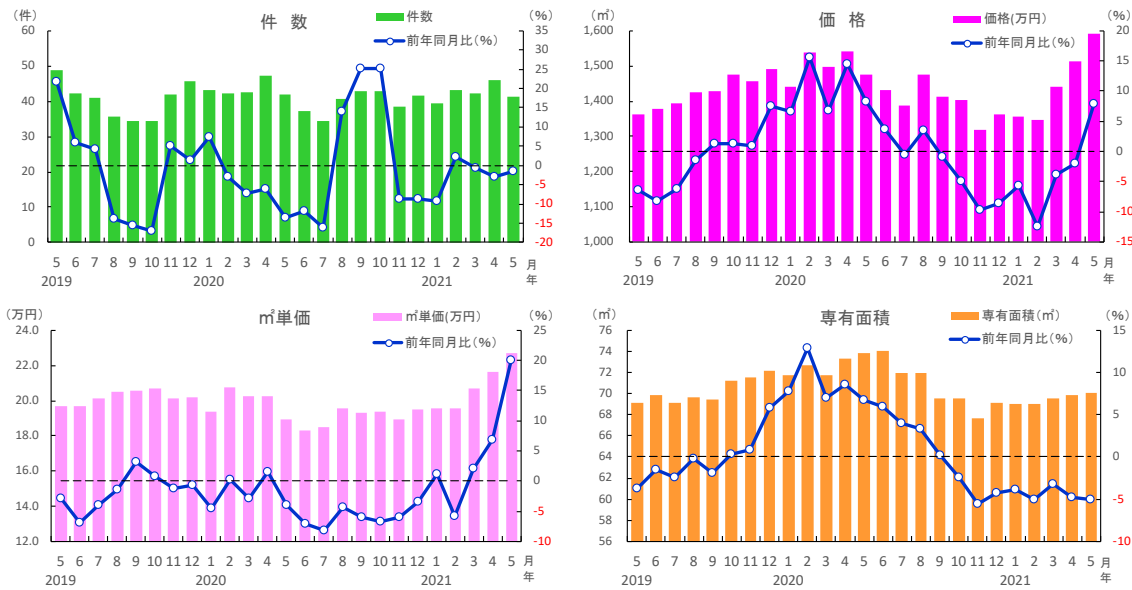 (件) 件 数 件数 (%)
前年同月比(%)
60 50 40 30 20 10 0
35 30 25 20 15 10 5 0 -5 -10 -15 -20
5 6 7 8 9 10 11 12 1 2 3 4 5 6 7 8 9 10 11 12 1 2 3 4 5 月
2019 2020 2021 年
(㎡) 価 格 価格(万円) (%)
前年同月比(%)
1,600 1,500 1,400 1,300 1,200 1,100 1,000
20 15 10 5 0 -5 -10 -15
5 6 7 8 9 10 11 12 1 2 3 4 5 6 7 8 9 10 11 12 1 2 3 4 5 月
2019 2020 2021 年
(万円) ㎡単価 ㎡単価(万円) (%)
前年同月比(%)
24.0 22.0 20.0 18.0 16.0 14.0 12.0
25 20 15 10 5 0 -5 -10
5 6 7 8 9 10 11 12 1 2 3 4 5 6 7 8 9 10 11 12 1 2 3 4 5 月
2019 2020 2021 年
(㎡) 専有面積 専有面積(㎡) (%)
前年同月比(%)
76 74 72 70 68 66 64 62 60 58 56
15 10 5 0 -5 -10
5 6 7 8 9 10 11 12 1 2 3 4 5 6 7 8 9 10 11 12 1 2 3 4 5 月
2019 2020 2021 年